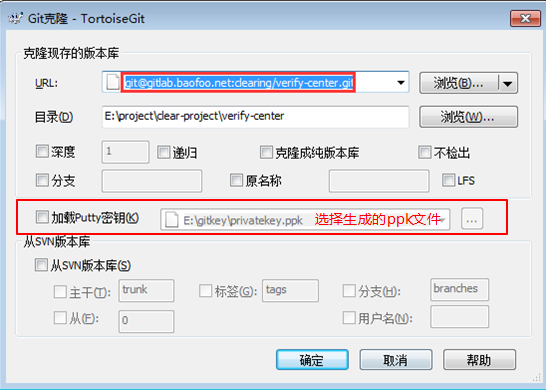 Git克隆 - TortoiseGit
克隆现存的版本库
URL: git@gitlab.baofoo.net:clearing/verify-center.git 浏览(B)...
目录(D) E:\project\clear-project\verify-center 浏览(W)...
深度 1 递归 克隆成纯版本库 不检出
分支 原名称 LFS
加载Putty密钥(K) E:\gitkey\privatekey.ppk 选择生成的ppk文件 ...
从SVN版本库
从SVN版本库(S)
主干(T): trunk 标签(G): tags 分支(H): branches
从(F): 0 用户名(N):
确定 取消 帮助